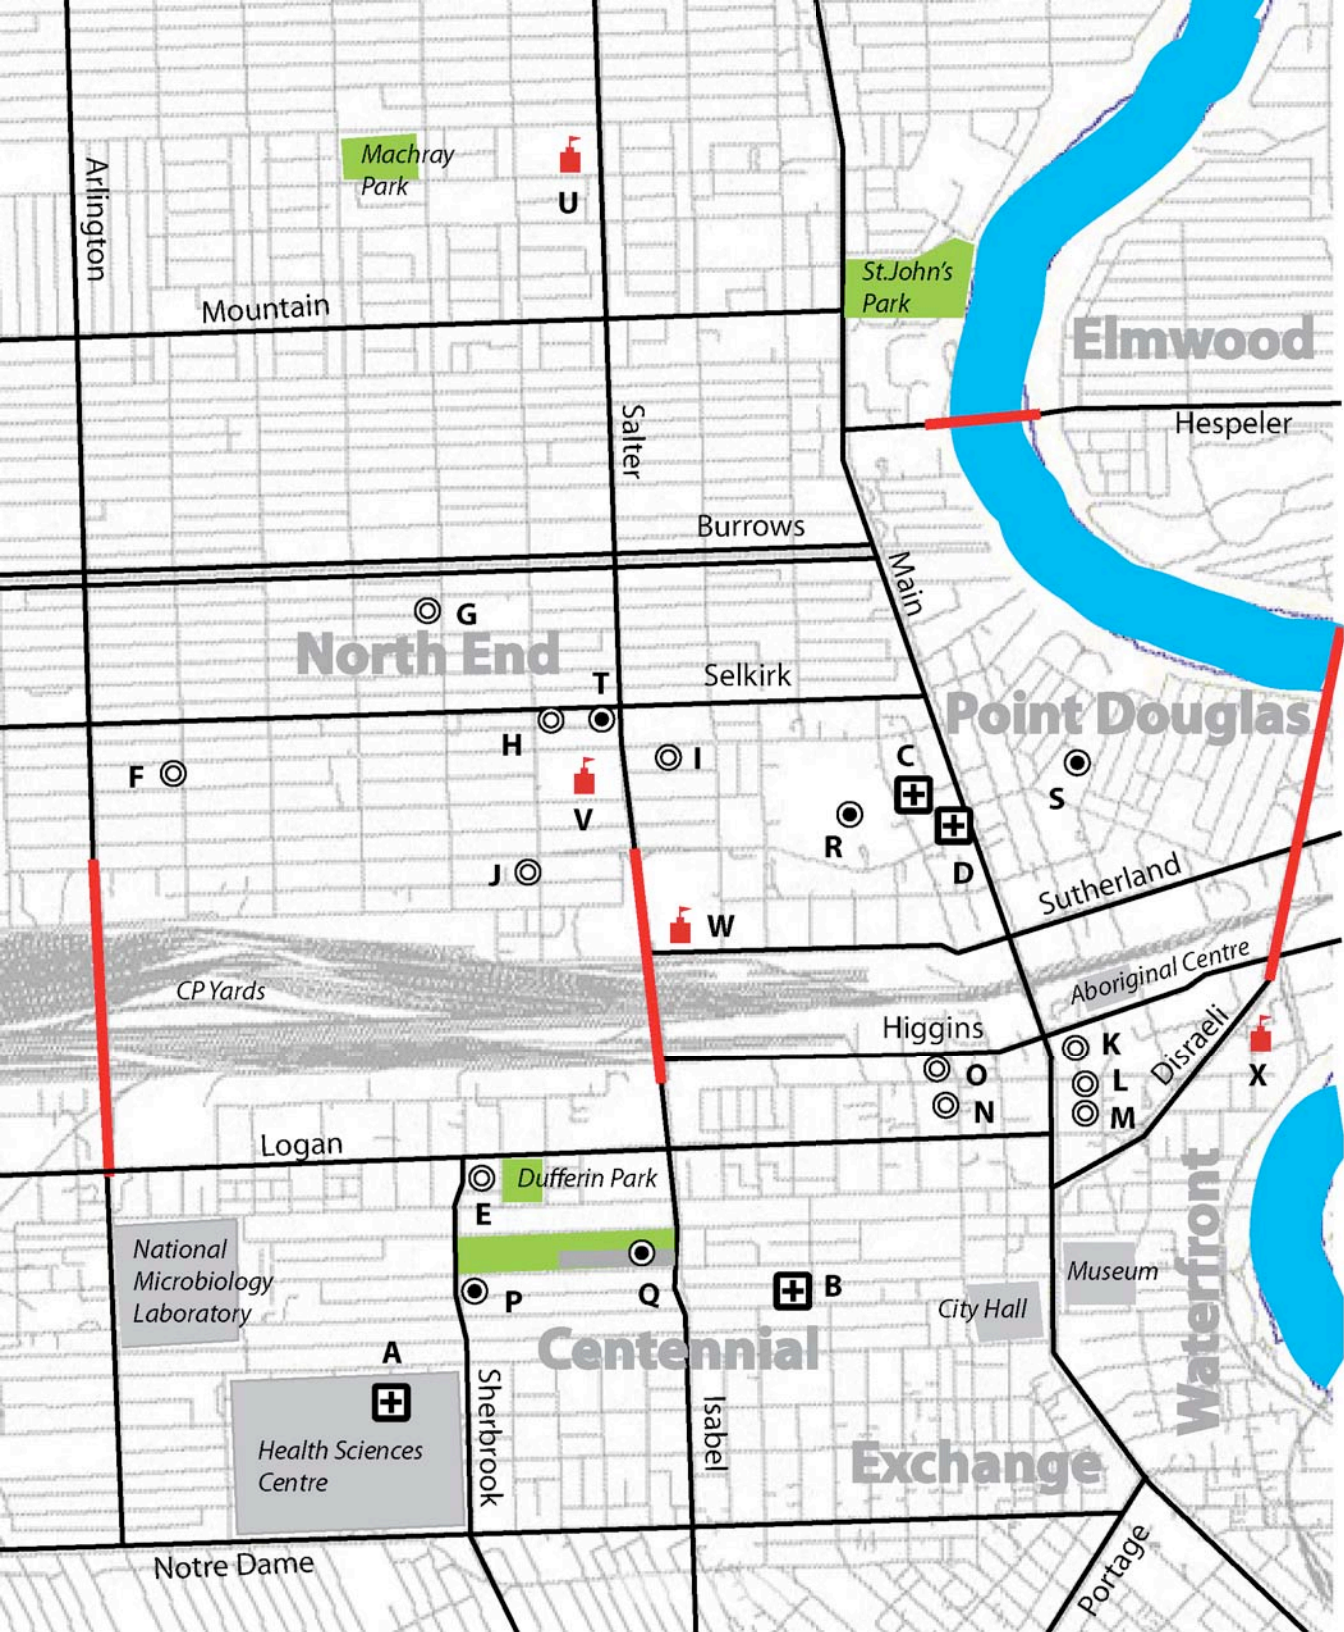 Arlington
Machray
Park
U
St.John's
Park
Mountain
Elmwood
Salter
Hespeler
Burrows
Main
G
North End
T
Selkirk
Point Douglas
H
I
C
F
V
R
S
J
D
Sutherland
W
CP Yards
Aboriginal Centre
Higgins
Disraeli
K
O
L
X
N
M
Logan
Dufferin Park
E
Waterfront
National
Microbiology
Laboratory
Museum
P
Q
B
City Hall
Centennial
A
Sherbrook
Isabel
Health Sciences
Centre
Exchange
Notre Dame
Portage